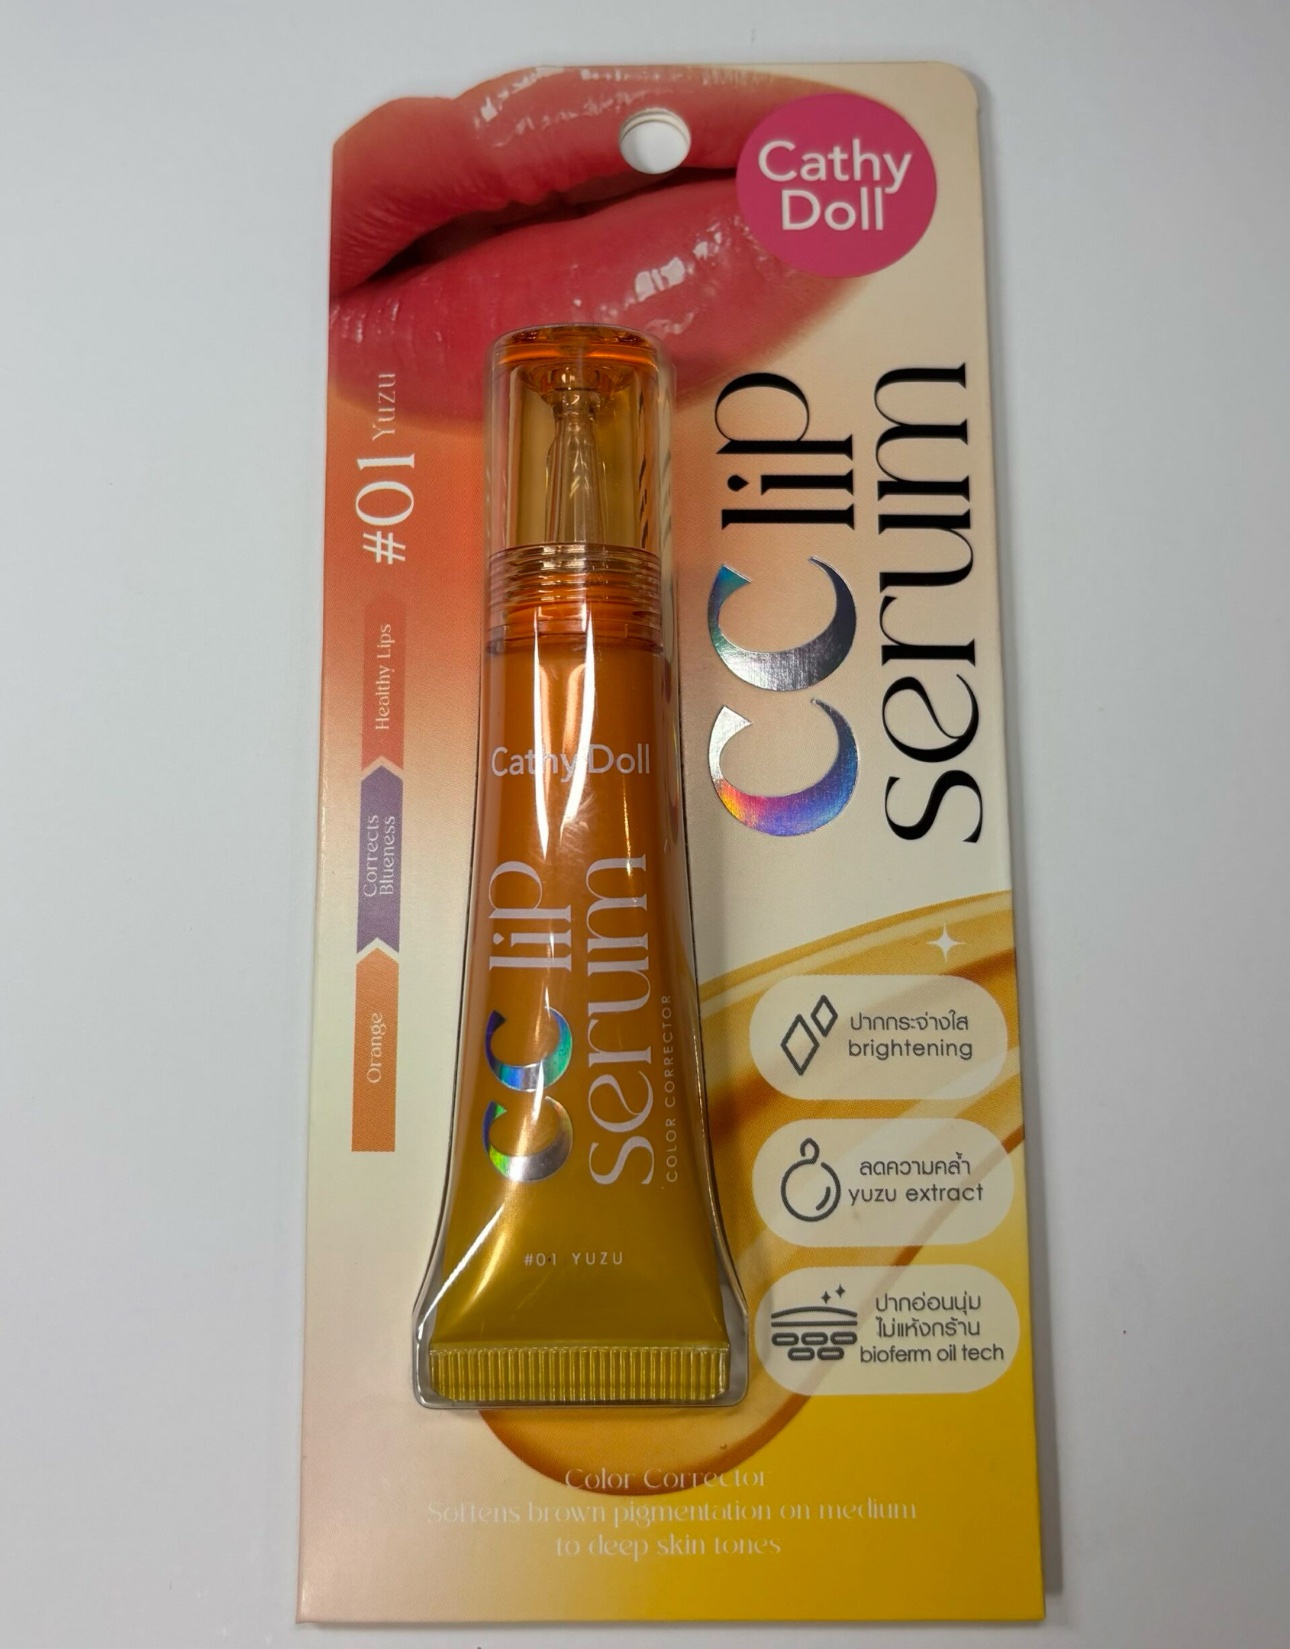 Cathy
Doll
CC lip
serum
#01 Yuzu
Healthy Lips
Corrects
Blueness
Orange
Cathy Doll
CC lip
serum
COLOR CORRECTOR
#01 YUZU
ปากกระจ่างใส
brightening
ลดความคล้ำ
yuzu extract
ปากอ่อนนุ่ม
ไม่แห้งกร้าน
bioferm oil tech
Color Corrector
Softens brown pigmentation on medium
to deep skin tones